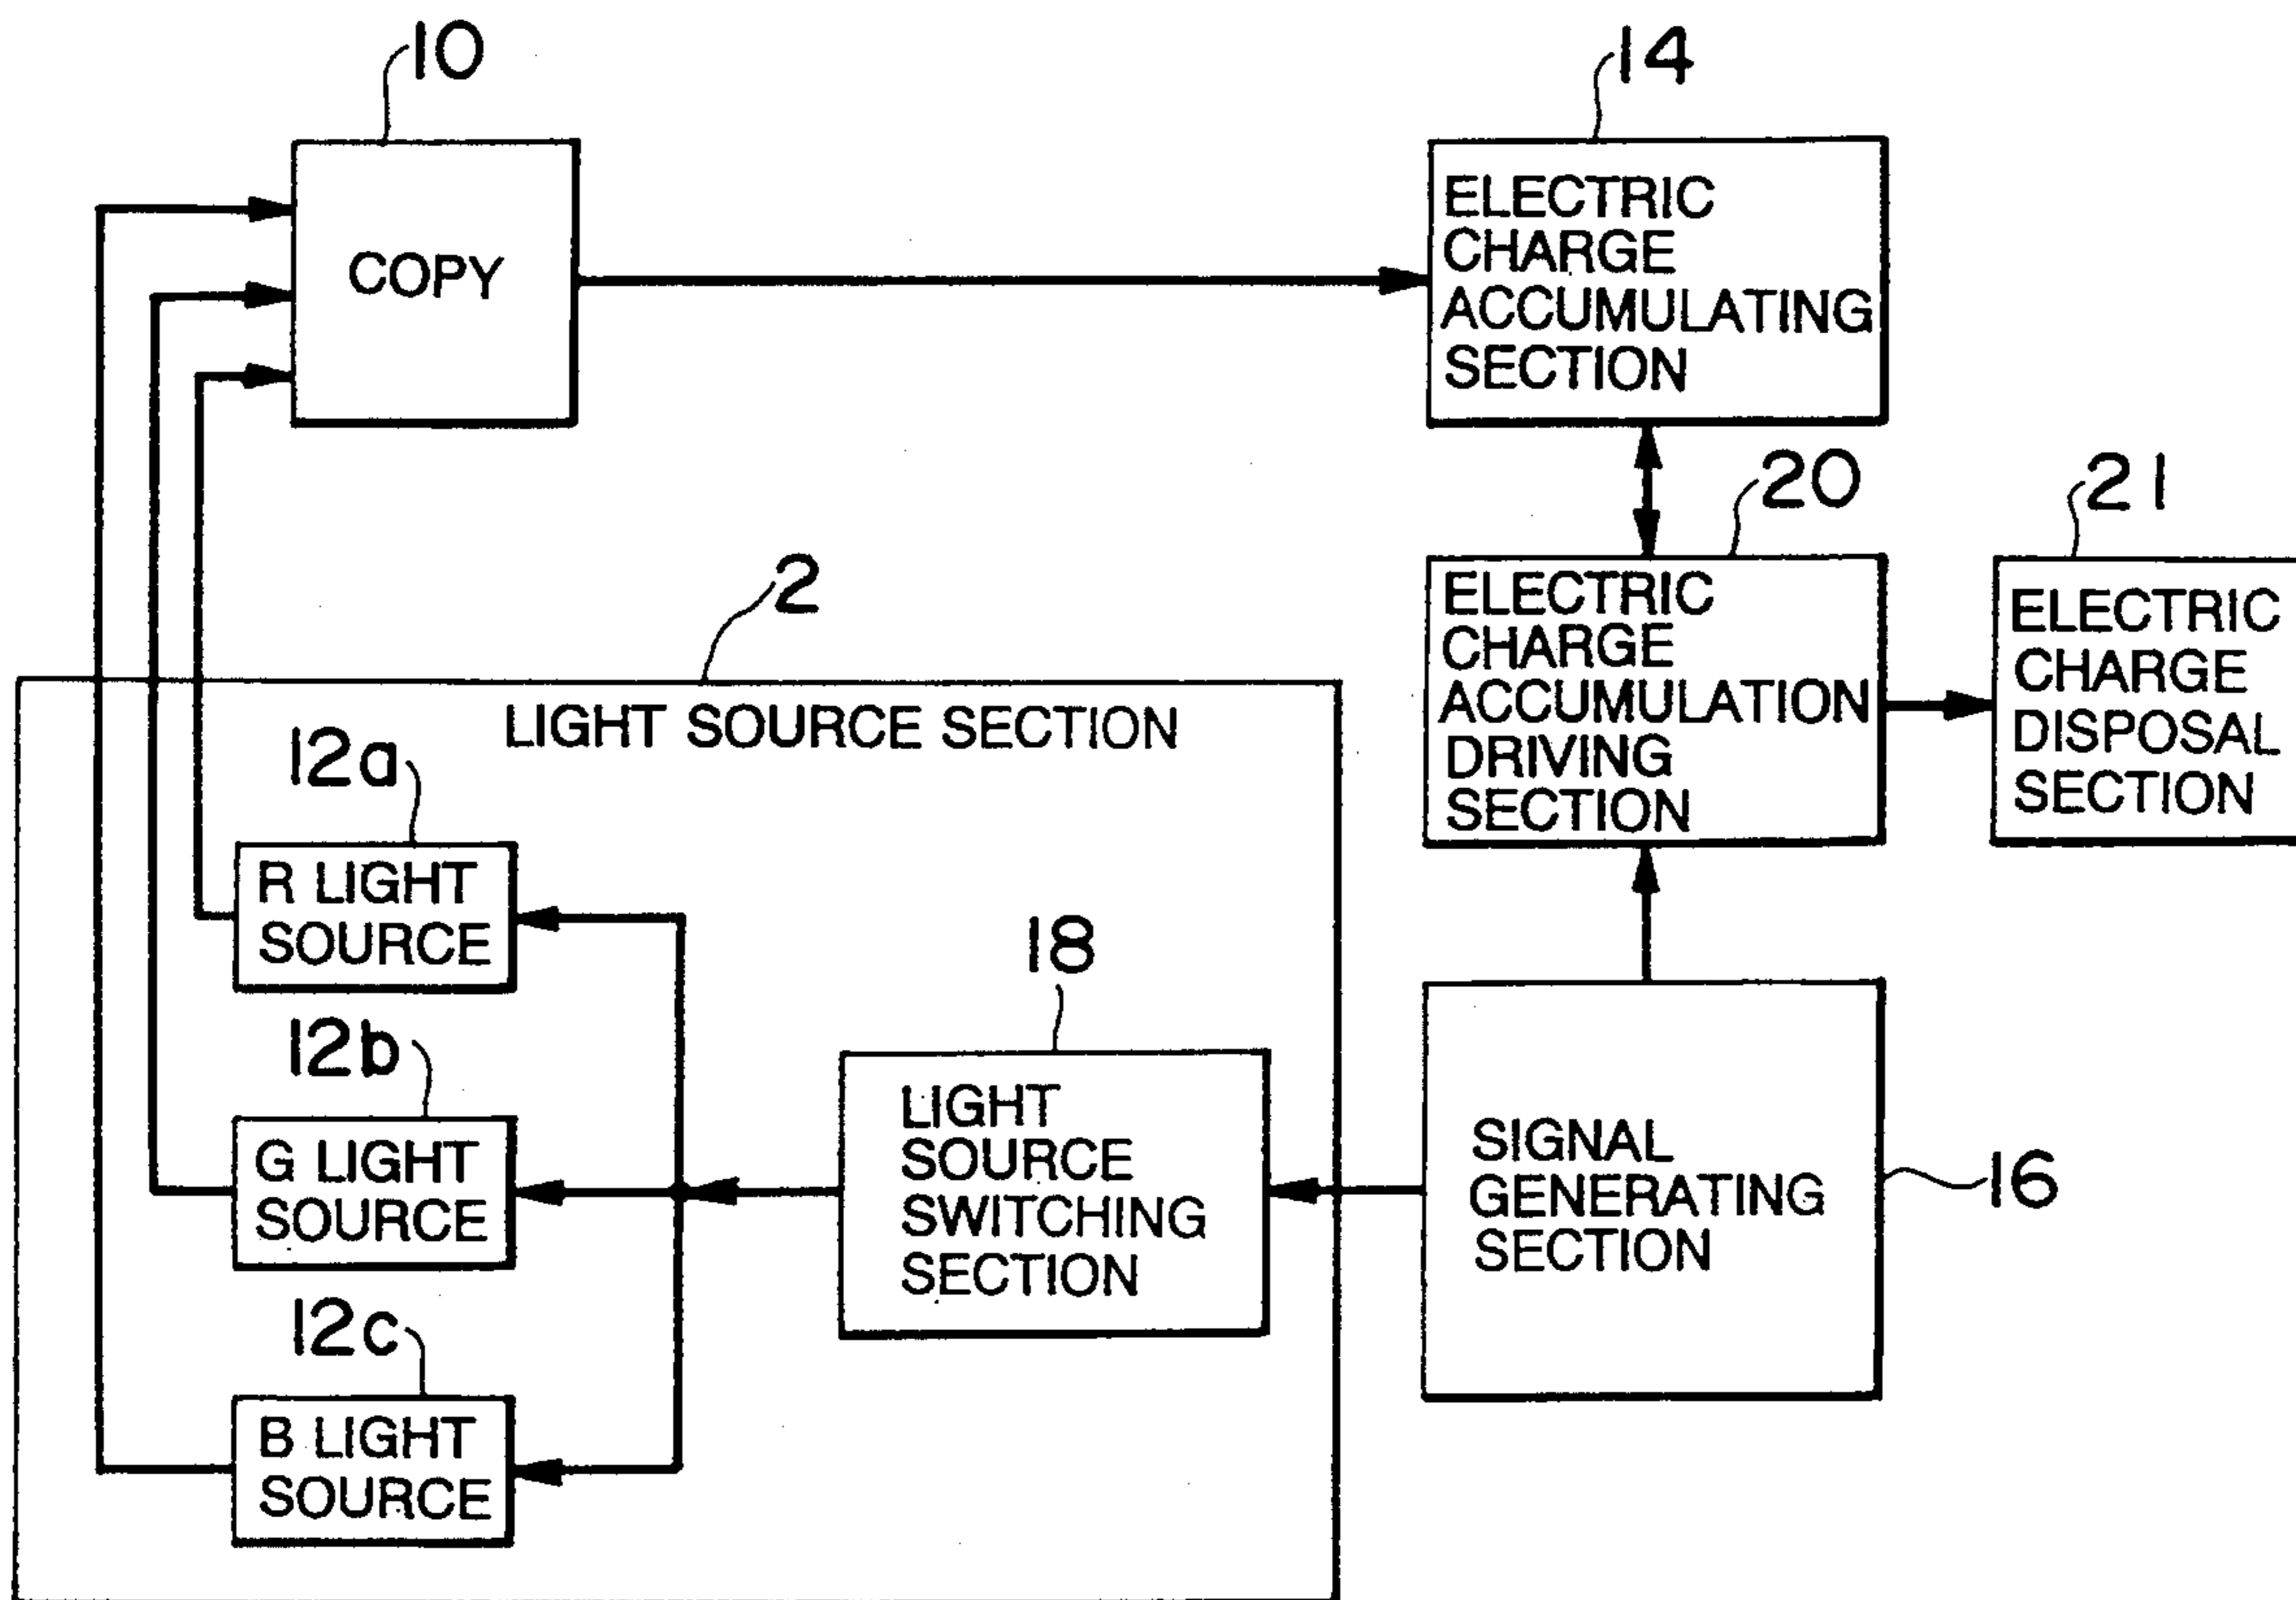 10
COPY
14
ELECTRIC
CHARGE
ACCUMULATING
SECTION
20
ELECTRIC
CHARGE
ACCUMULATION
DRIVING
SECTION
21
ELECTRIC
CHARGE
DISPOSAL
SECTION
2
LIGHT SOURCE SECTION
12a
R LIGHT
SOURCE
12b
G LIGHT
SOURCE
12c
B LIGHT
SOURCE
18
LIGHT
SOURCE
SWITCHING
SECTION
SIGNAL
GENERATING
SECTION
16